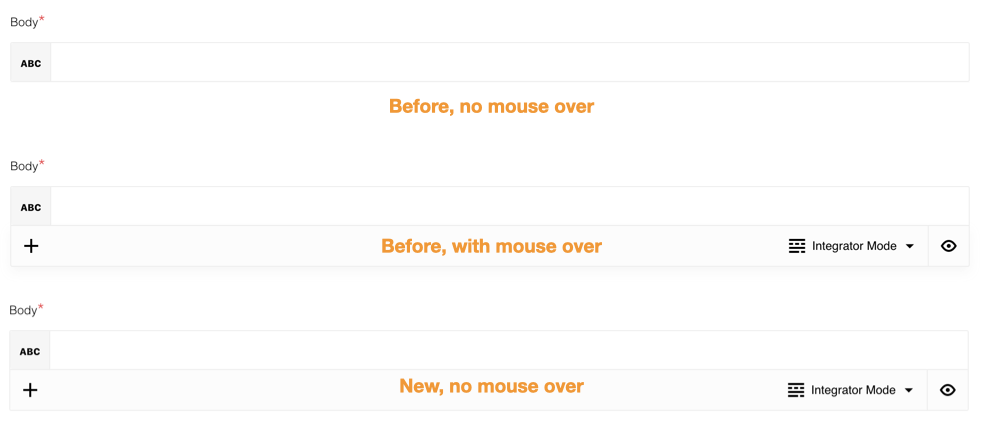 Body*
ABC
Before, no mouse over
Body*
ABC
Before, with mouse over
Integrator Mode
Body*
ABC
New, no mouse over
Integrator Mode